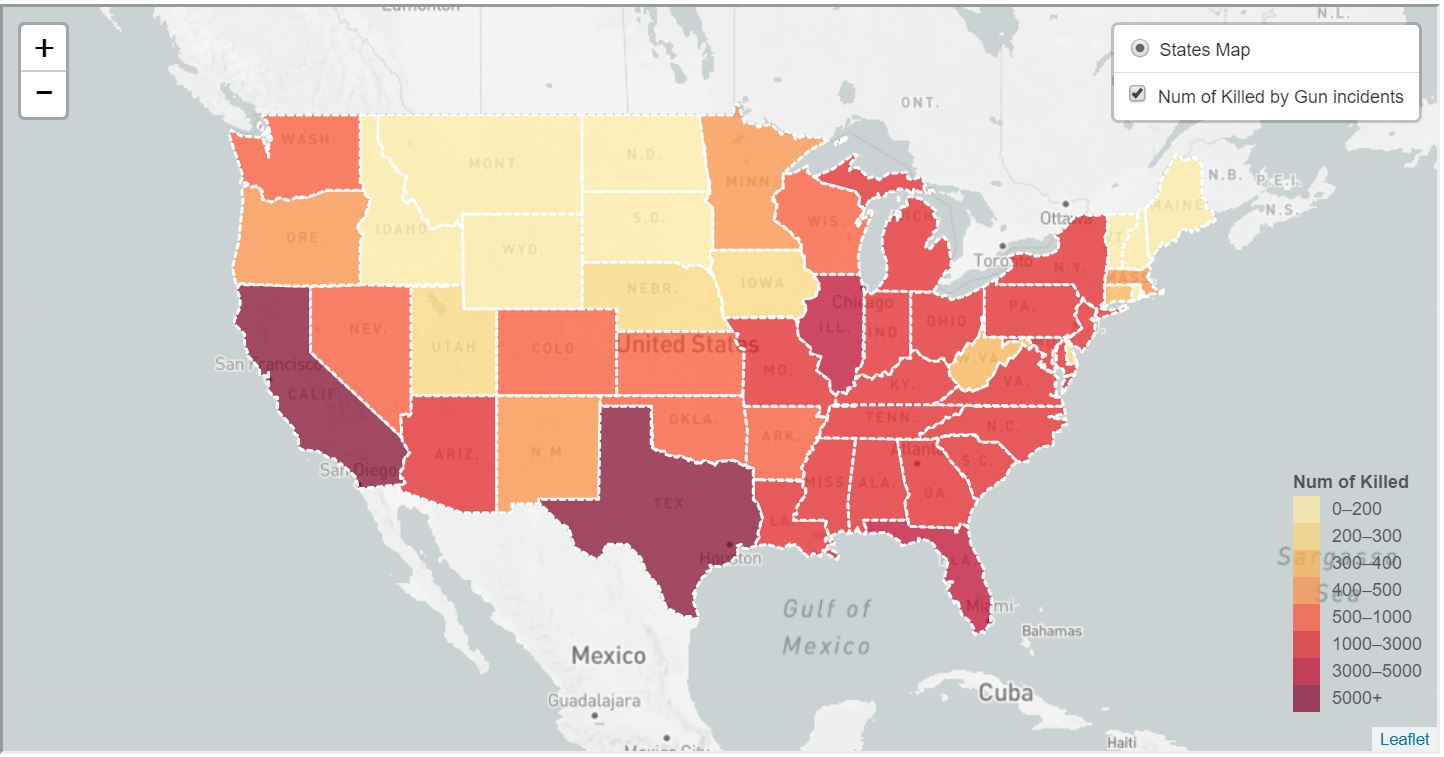 Edmonton
N.L.
+
−
States Map
Num of Killed by Gun incidents
ONT.
WASH.
MONT.
N.D.
MINN.
N.B.
P.E.I.
MAINE
N.S.
Ottawa
ORE.
IDAHO
S.D.
WIS.
MICH.
VT.
WYO.
Toronto
N.Y.
MASS.
NEBR.
IOWA
Chicago
PA.
NEV.
UTAH
COLO.
United States
ILL.
IND.
OHIO
N.J.
San Francisco
MO.
W.VA.
CALIF.
KY.
VA.
OKLA.
ARK.
TENN.
N.C.
ARIZ.
N.M.
Atlanta
S.C.
San Diego
MISS.
ALA.
GA.
TEX.
LA.
Houston
FLA.
Miami
Gulf of
Mexico
Bahamas
Sargasso
Sea
Num of Killed
0–200
200–300
300–400
400–500
500–1000
1000–3000
3000–5000
5000+
Mexico
Cuba
Guadalajara
Mexico City
Haiti
Leaflet